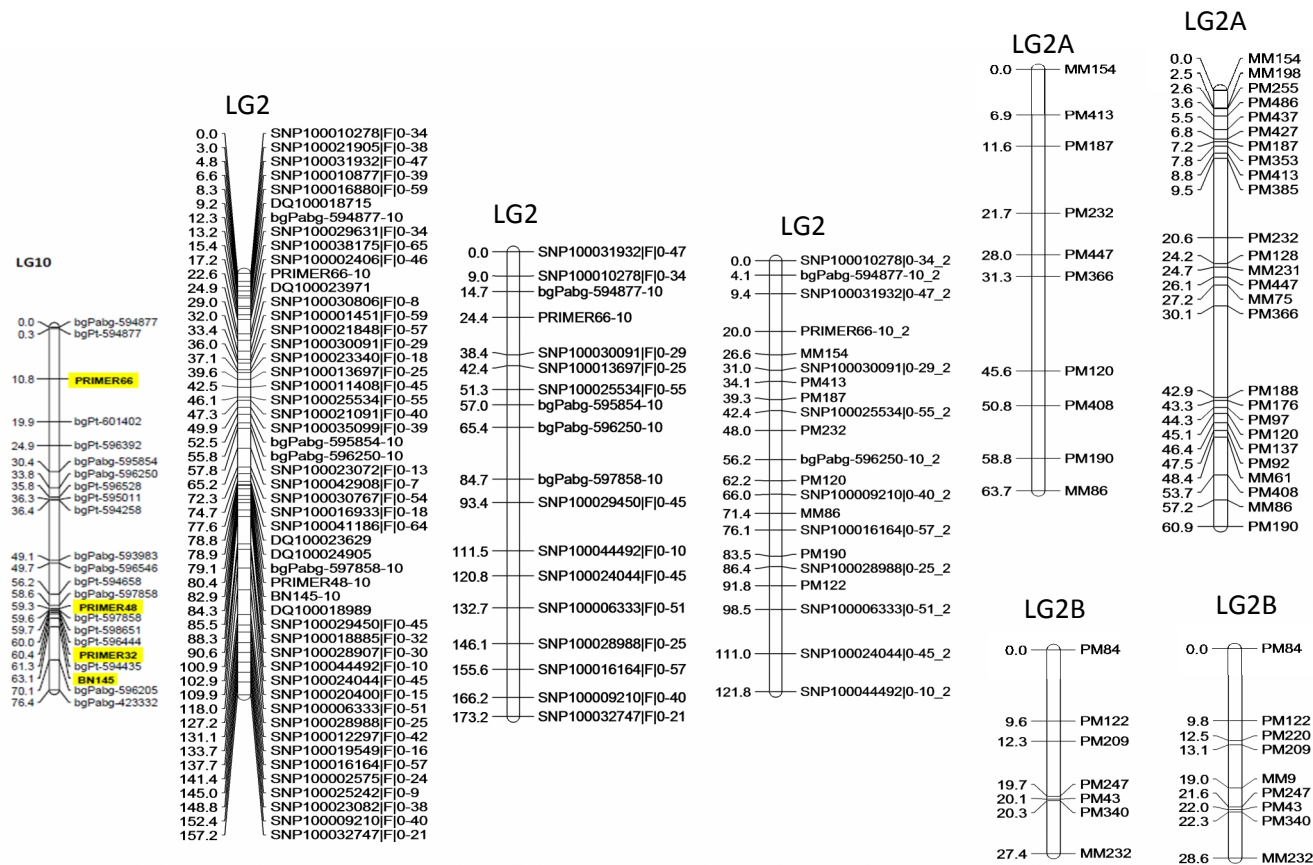 LG10
0.0 bgPabg-594877
0.3 bgPt-594877
10.8 PRIMER66
19.9 bgPt-601402
24.9 bgPt-596392
30.4 bgPabg-595854
33.8 bgPabg-596250
35.8 bgPt-596528
36.3 bgPt-595011
36.4 bgPt-594258
49.1 bgPabg-593983
49.7 bgPabg-596546
56.2 bgPt-594658
58.6 bgPabg-597858
59.3 PRIMER48
59.6 bgPt-597858
59.7 bgPt-598651
60.0 bgPt-596444
60.4 PRIMER32
61.3 bgPt-594435
63.1 BN145
70.1 bgPabg-596205
76.4 bgPabg-423332
LG2
0.0 SNP100010278|F|0-34
3.0 SNP100021905|F|0-38
4.8 SNP100031932|F|0-47
6.6 SNP100010877|F|0-39
8.3 SNP100016880|F|0-59
9.2 DQ100018715
12.3 bgPabg-594877-10
13.2 SNP100029631|F|0-34
15.4 SNP100038175|F|0-65
17.2 SNP100002406|F|0-46
22.6 PRIMER66-10
24.9 DQ100023971
29.0 SNP100030806|F|0-8
32.0 SNP100001451|F|0-59
33.4 SNP100021848|F|0-57
36.0 SNP100030091|F|0-29
37.1 SNP100023340|F|0-18
39.6 SNP100013697|F|0-25
42.5 SNP100011408|F|0-45
46.1 SNP100025534|F|0-55
47.3 SNP100021091|F|0-40
49.9 SNP100035099|F|0-39
52.5 bgPabg-595854-10
55.8 bgPabg-596250-10
57.8 SNP100023072|F|0-13
65.2 SNP100042908|F|0-7
72.3 SNP100030767|F|0-54
74.7 SNP100016933|F|0-18
77.6 SNP100041186|F|0-64
78.8 DQ100023629
78.9 DQ100024905
79.1 bgPabg-597858-10
80.4 PRIMER48-10
82.9 BN145-10
84.3 DQ100018989
85.5 SNP100029450|F|0-45
88.3 SNP100018885|F|0-32
90.6 SNP100028907|F|0-30
100.9 SNP100044492|F|0-10
102.9 SNP100024044|F|0-45
109.9 SNP100020400|F|0-15
118.0 SNP100006333|F|0-51
127.2 SNP100028988|F|0-25
131.1 SNP100012297|F|0-42
133.7 SNP100019549|F|0-16
137.7 SNP100016164|F|0-57
141.4 SNP100002575|F|0-24
145.0 SNP100025242|F|0-9
148.8 SNP100023082|F|0-38
152.4 SNP100009210|F|0-40
157.2 SNP100032747|F|0-21
LG2
0.0 SNP100031932|F|0-47
9.0 SNP100010278|F|0-34
14.7 bgPabg-594877-10
24.4 PRIMER66-10
38.4 SNP100030091|F|0-29
42.4 SNP100013697|F|0-25
51.3 SNP100025534|F|0-55
57.0 bgPabg-595854-10
65.4 bgPabg-596250-10
84.7 bgPabg-597858-10
93.4 SNP100029450|F|0-45
111.5 SNP100044492|F|0-10
120.8 SNP100024044|F|0-45
132.7 SNP100006333|F|0-51
146.1 SNP100028988|F|0-25
155.6 SNP100016164|F|0-57
166.2 SNP100009210|F|0-40
173.2 SNP100032747|F|0-21
LG2
0.0 SNP100010278|0-34_2
4.1 bgPabg-594877-10_2
9.4 SNP100031932|0-47_2
20.0 PRIMER66-10_2
26.6 MM154
31.0 SNP100030091|0-29_2
34.1 PM413
39.3 PM187
42.4 SNP100025534|0-55_2
48.0 PM232
56.2 bgPabg-596250-10_2
62.2 PM120
66.0 SNP100009210|0-40_2
71.4 MM86
76.1 SNP100016164|0-57_2
83.5 PM190
86.4 SNP100028988|0-25_2
91.8 PM122
98.5 SNP100006333|0-51_2
111.0 SNP100024044|0-45_2
121.8 SNP100044492|0-10_2
LG2A
0.0 MM154
6.9 PM413
11.6 PM187
21.7 PM232
28.0 PM447
31.3 PM366
45.6 PM120
50.8 PM408
58.8 PM190
63.7 MM86
LG2A
0.0 MM154
2.5 MM198
2.6 PM255
3.6 PM486
5.5 PM437
6.8 PM427
7.2 PM187
7.8 PM353
8.8 PM413
9.5 PM385
20.6 PM232
24.2 PM128
24.7 MM231
26.1 PM447
27.2 MM75
30.1 PM366
42.9 PM188
43.3 PM176
44.3 PM97
45.1 PM120
46.4 PM137
47.5 PM92
48.4 MM61
53.7 PM408
57.2 MM86
60.9 PM190
LG2B
0.0 PM84
9.6 PM122
12.3 PM209
19.7 PM247
20.1 PM43
20.3 PM340
27.4 MM232
LG2B
0.0 PM84
9.8 PM122
12.5 PM220
13.1 PM209
19.0 MM9
21.6 PM247
22.0 PM43
22.3 PM340
28.6 MM232